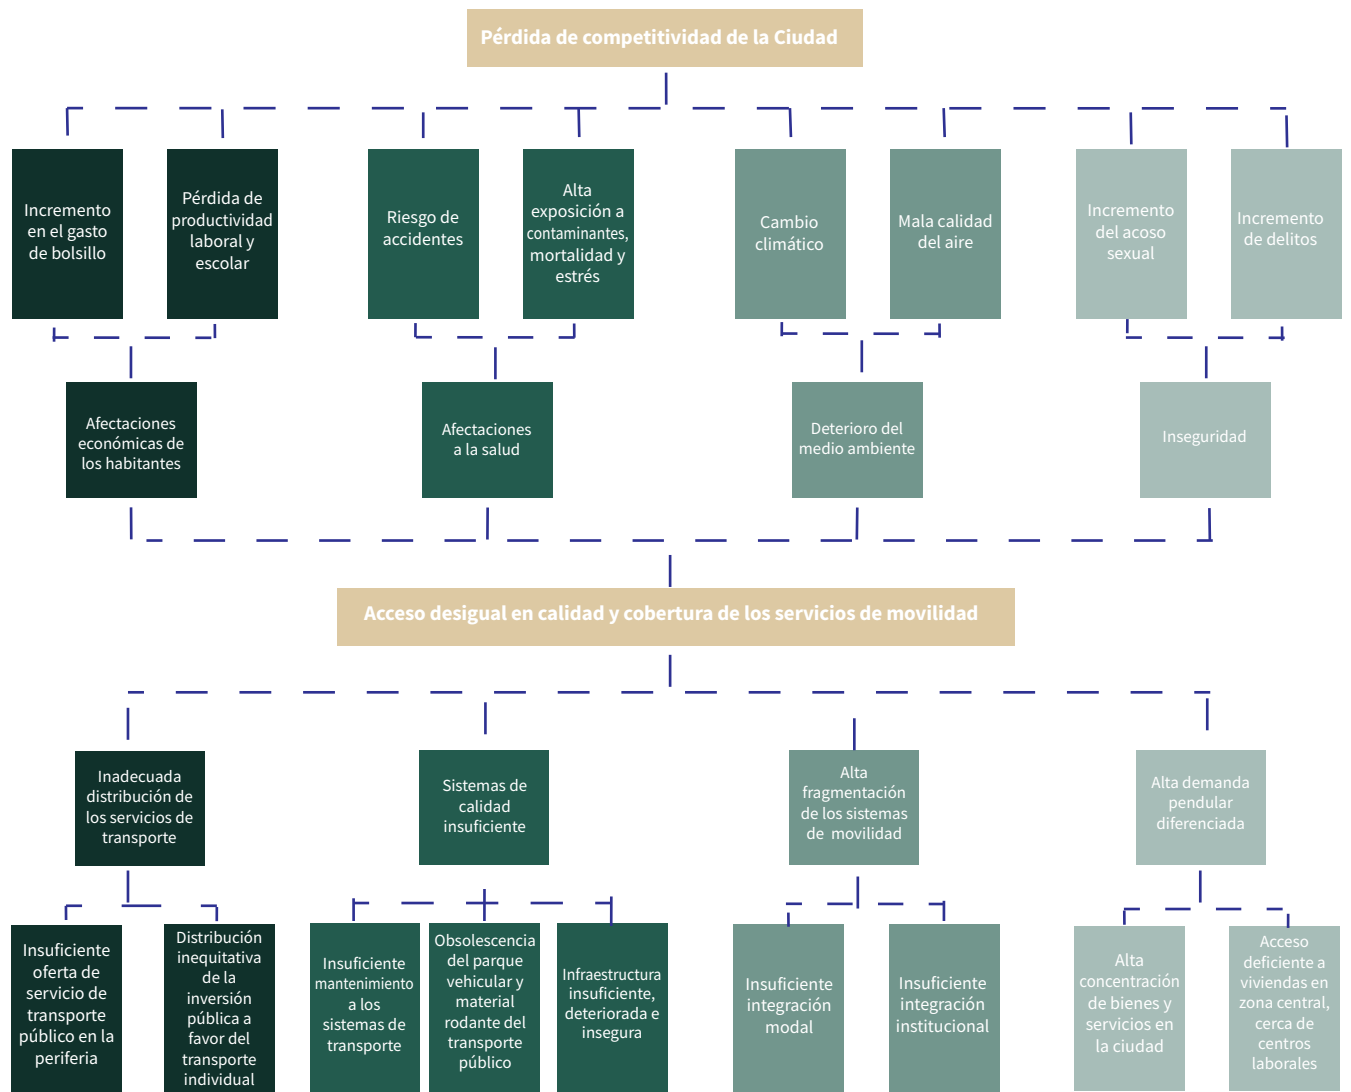 Pérdida de competitividad de la Ciudad
Incremento
en el gasto
de bolsillo
Pérdida de
productividad
laboral y
escolar
Riesgo de
accidentes
Alta
exposición a
contaminantes,
mortalidad y
estrés
Cambio
climático
Mala calidad
del aire
Incremento
del acoso
sexual
Incremento
de delitos
Afectaciones
económicas de
los habitantes
Afectaciones
a la salud
Deterioro del
medio ambiente
Inseguridad
Acceso desigual en calidad y cobertura de los servicios de movilidad
Inadecuada
distribución de
los servicios de
transporte
Sistemas de
calidad
insuficiente
Alta
fragmentación
de los sistemas
de movilidad
Alta demanda
pendular
diferenciada
Insuficiente
oferta de
servicio de
transporte
público en la
periferia
Distribución
inequitativa
de la
inversión
pública a
favor del
transporte
individual
Insuficiente
mantenimiento
a los
sistemas de
transporte
Obsolescencia
del parque
vehicular y
material
rodante del
transporte
público
Infraestructura
insuficiente,
deteriorada e
insegura
Insuficiente
integración
modal
Insuficiente
integración
institucional
Alta
concentración
de bienes y
servicios en
la ciudad
Acceso
deficiente a
viviendas en
zona central,
cerca de
centros
laborales